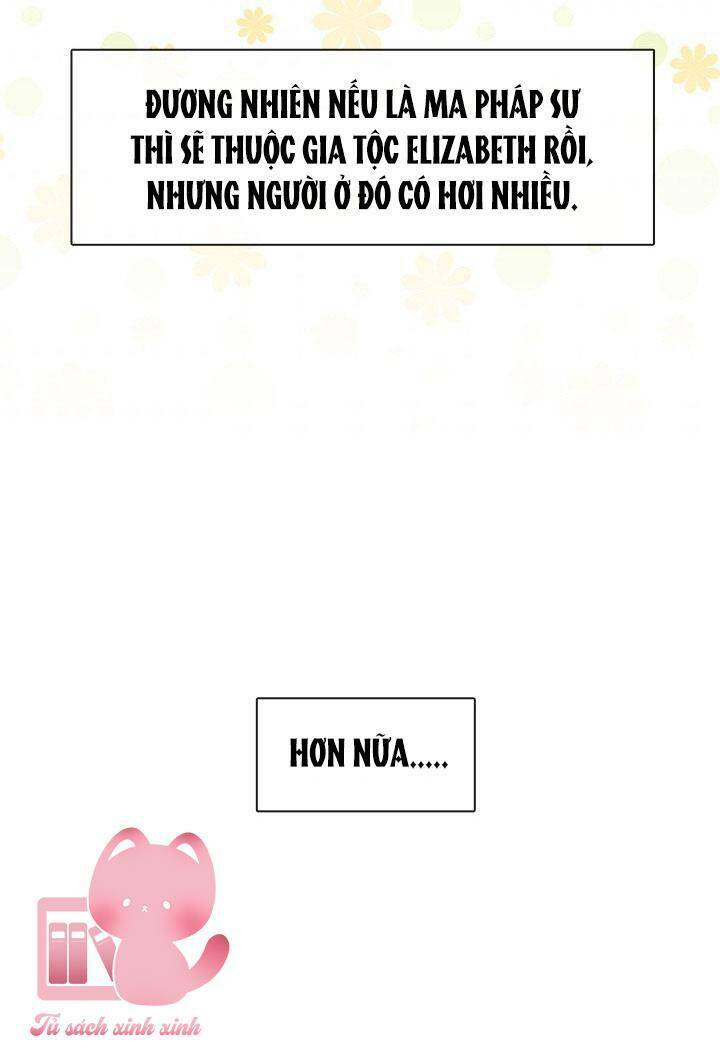 ĐƯƠNG NHIÊN NẾU LÀ MA PHÁP SƯ
THÌ SẼ THUỘC GIA TỘC ELIZABETH RỒI,
NHƯNG NGƯỜI Ở ĐÓ CÓ HƠI NHIỀU.
HƠN NỮA.....
Tủ sách xinh xinh